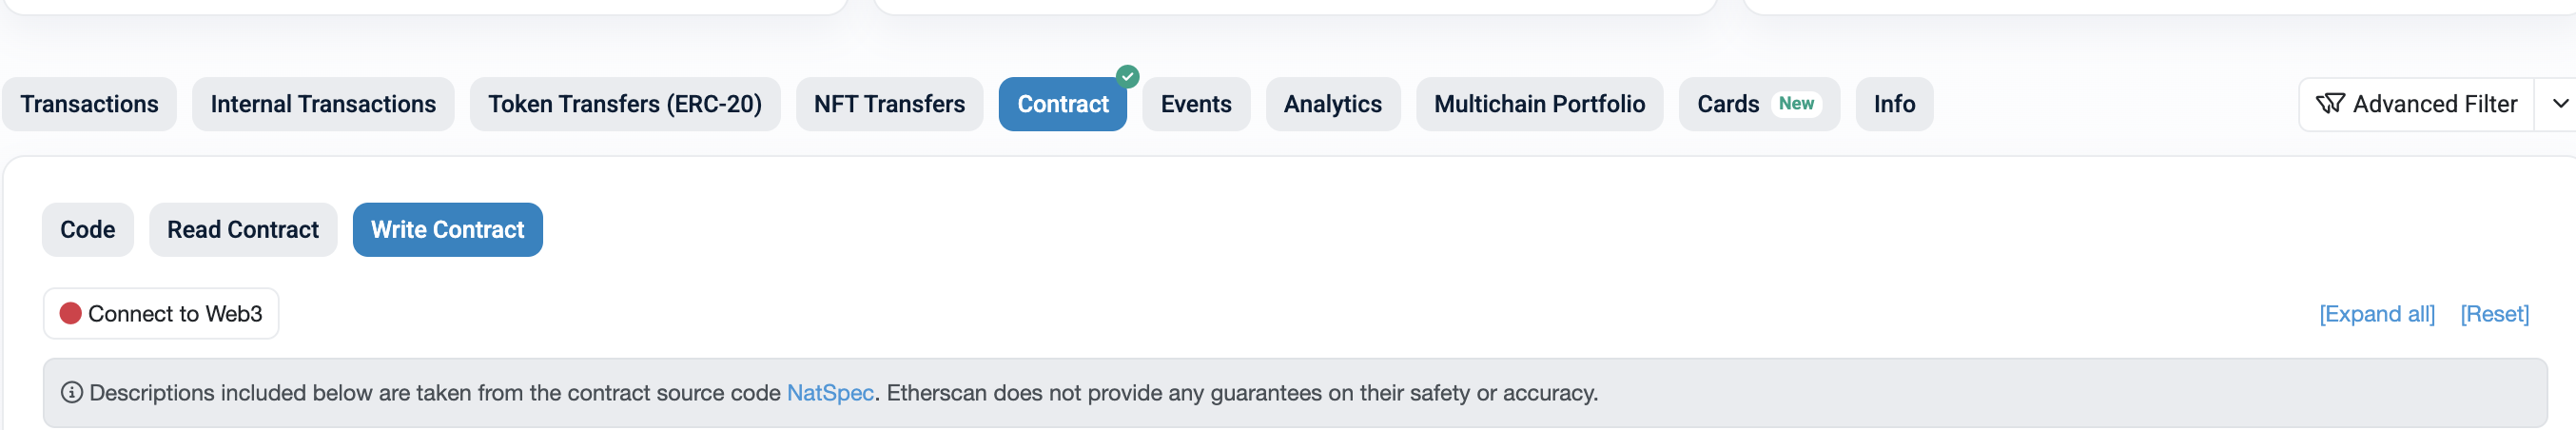 Transactions Internal Transactions Token Transfers (ERC-20) NFT Transfers Contract Events Analytics Multichain Portfolio Cards New Info Advanced Filter
Code Read Contract Write Contract
Connect to Web3 [Expand all] [Reset]
Descriptions included below are taken from the contract source code NatSpec. Etherscan does not provide any guarantees on their safety or accuracy.